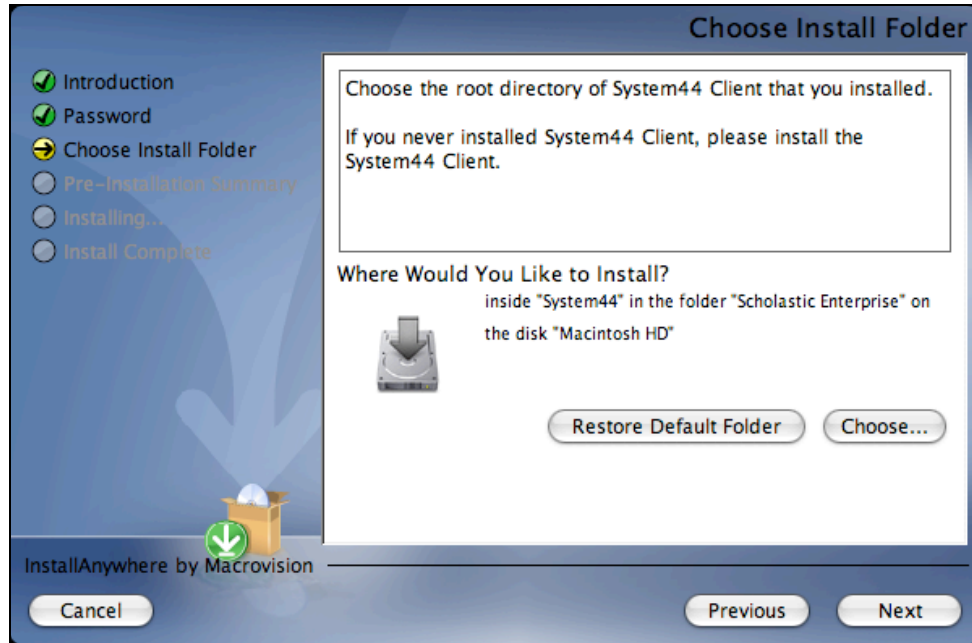 Choose Install Folder
Introduction
Password
Choose Install Folder
Pre-Installation Summary
Installing...
Install Complete
Choose the root directory of System44 Client that you installed.
If you never installed System44 Client, please install the
System44 Client.
Where Would You Like to Install?
inside "System44" in the folder "Scholastic Enterprise" on
the disk "Macintosh HD"
Restore Default Folder
Choose...
InstallAnywhere by Macrovision
Cancel
Previous
Next